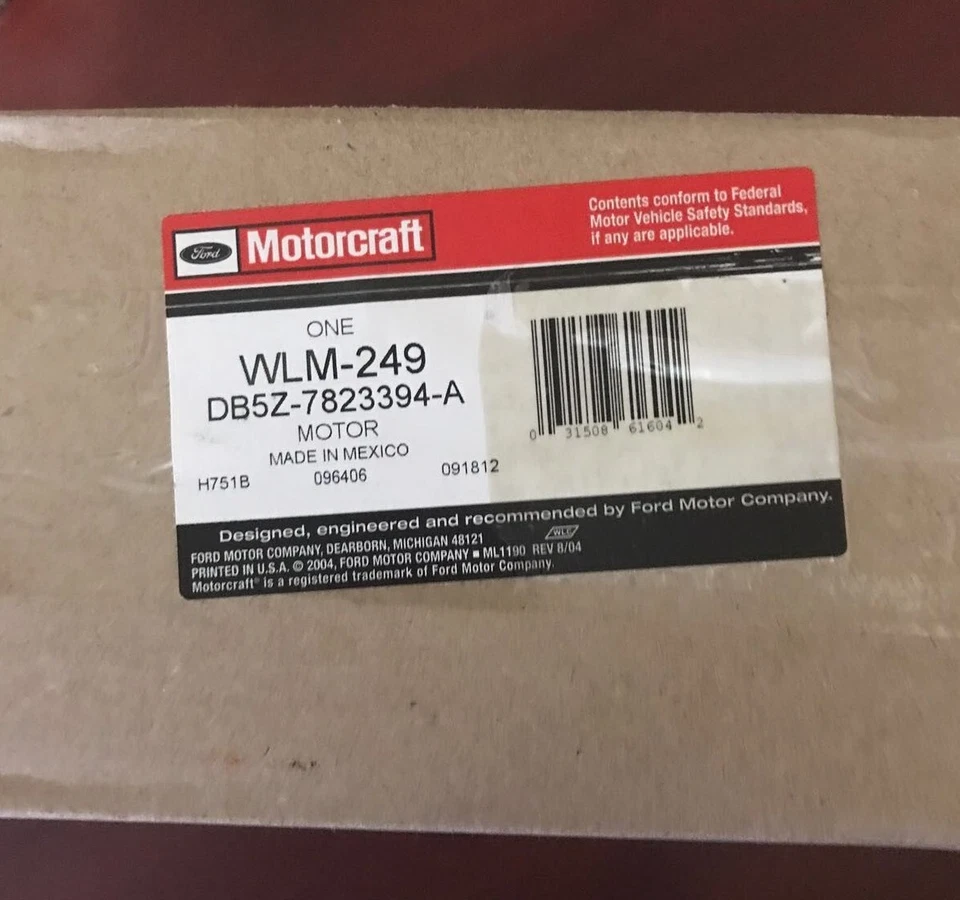 Ford Motorcraft
Contents conform to Federal
Motor Vehicle Safety Standards,
if any are applicable.
ONE
WLM-249
DB5Z-7823394-A
MOTOR
MADE IN MEXICO
H751B 096406 091812
0 31508 61604 2
Designed, engineered and recommended by Ford Motor Company.
FORD MOTOR COMPANY, DEARBORN, MICHIGAN 48121 WLC
PRINTED IN U.S.A. © 2004, FORD MOTOR COMPANY ■ ML1190 REV 8/04
Motorcraft® is a registered trademark of Ford Motor Company.